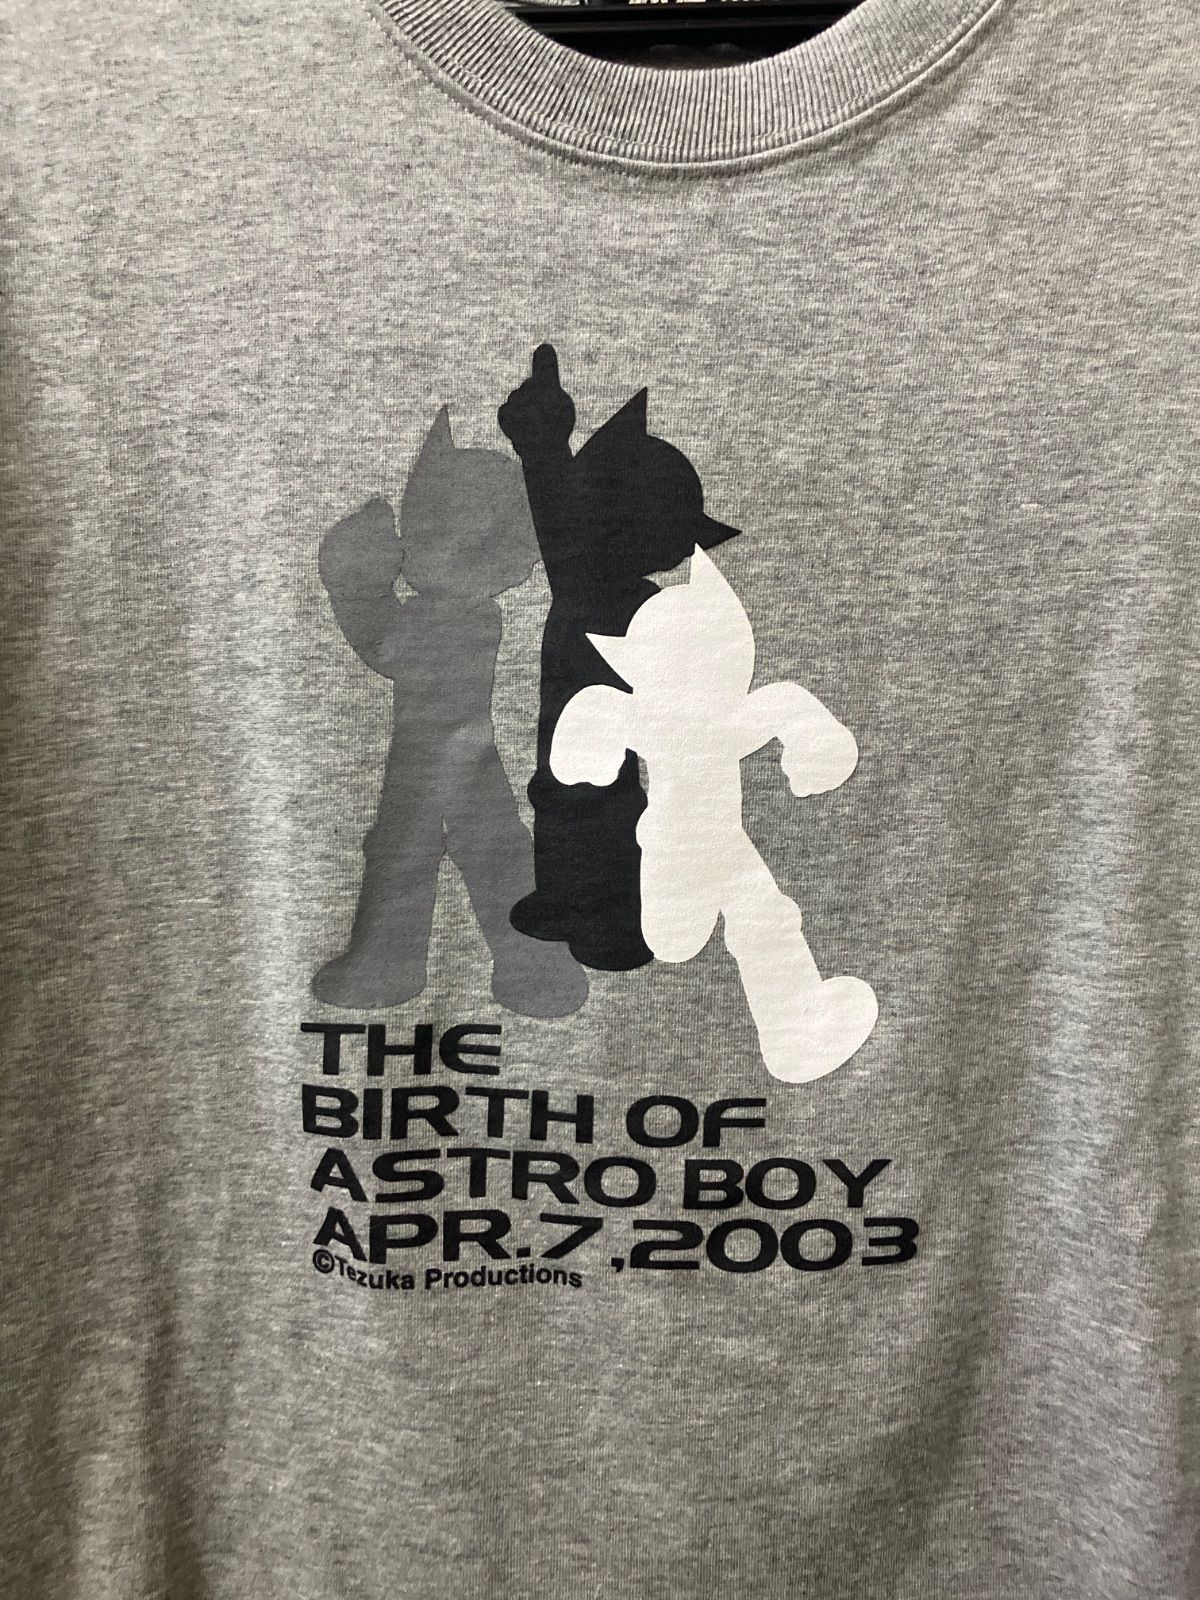 THE
BIRTH OF
ASTRO BOY
APR.7,2003
©Tezuka Productions